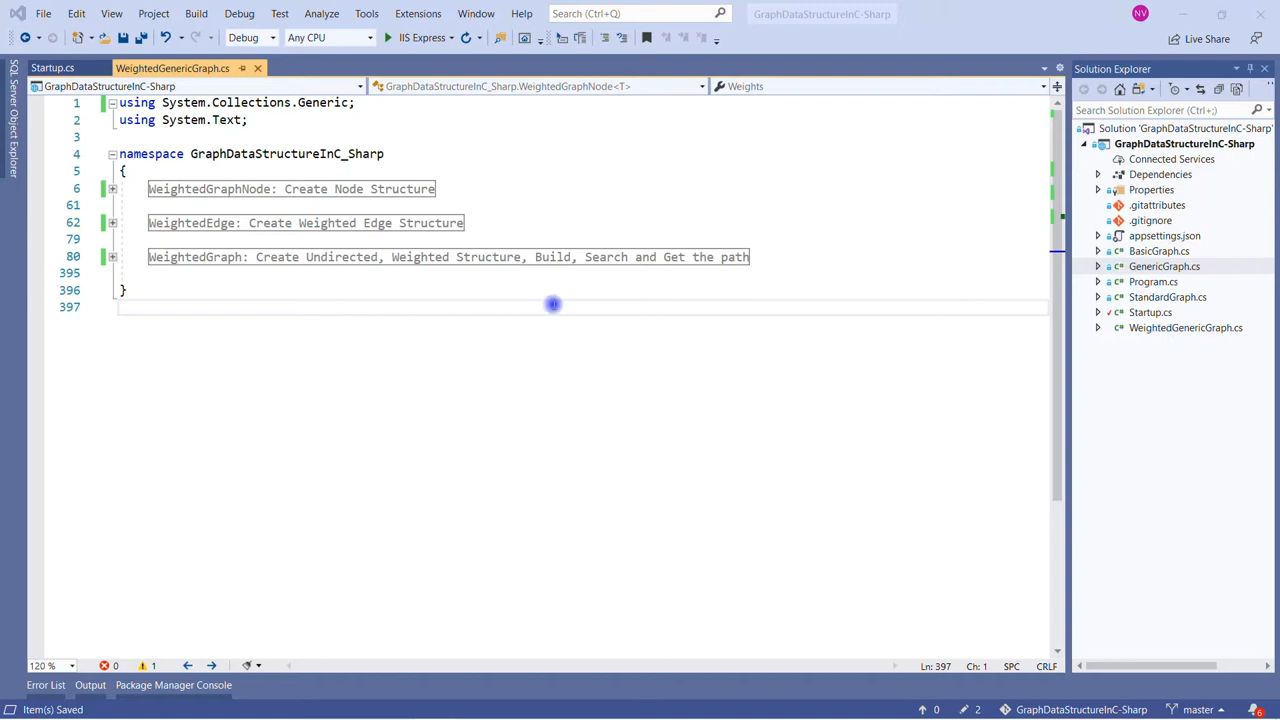 File Edit View Project Build Debug Test Analyze Tools Extensions Window Help Search (Ctrl+Q) GraphDataStructureInC-Sharp NV
Debug Any CPU IIS Express Live Share
SQL Server Object Explorer
Startup.cs WeightedGenericGraph.cs
GraphDataStructureInC-Sharp GraphDataStructureInC_Sharp.WeightedGraphNode<T> Weights
1 using System.Collections.Generic;
2 using System.Text;
3
4 namespace GraphDataStructureInC_Sharp
5 {
6 WeightedGraphNode: Create Node Structure
61
62 WeightedEdge: Create Weighted Edge Structure
79
80 WeightedGraph: Create Undirected, Weighted Structure, Build, Search and Get the path
395
396 }
397
Solution Explorer
Search Solution Explorer (Ctrl+;)
Solution 'GraphDataStructureInC-Sharp'
GraphDataStructureInC-Sharp
Connected Services
Dependencies
Properties
.gitattributes
.gitignore
appsettings.json
BasicGraph.cs
GenericGraph.cs
Program.cs
StandardGraph.cs
Startup.cs
WeightedGenericGraph.cs
120 % 0 1 Ln: 397 Ch: 1 SPC CRLF
Error List Output Package Manager Console
Item(s) Saved 0 2 GraphDataStructureInC-Sharp master 6